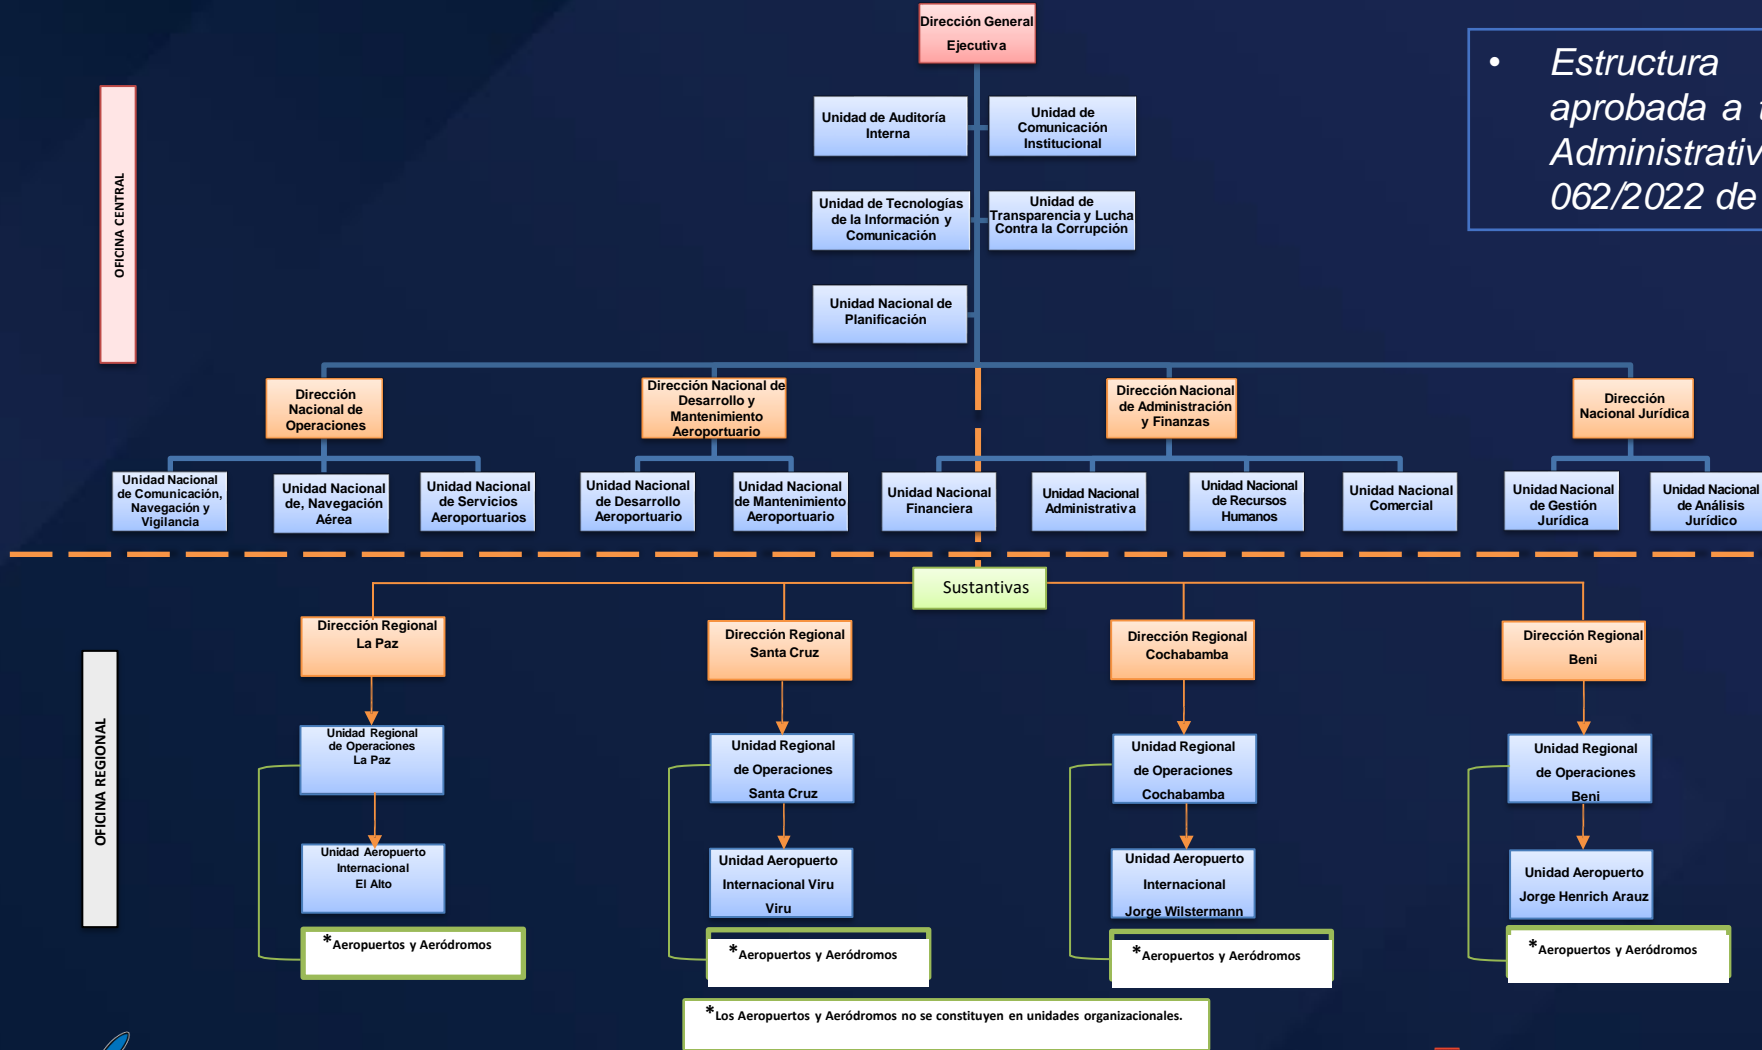 Dirección General
Ejecutiva
• Estructura
aprobada a
Administrativ
062/2022 de
OFICINA CENTRAL
Unidad de Auditoría
Interna
Unidad de
Comunicación
Institucional
Unidad de Tecnologías
de la Información y
Comunicación
Unidad de
Transparencia y Lucha
Contra la Corrupción
Unidad Nacional de
Planificación
Dirección
Nacional de
Operaciones
Dirección Nacional de
Desarrollo y
Mantenimiento
Aeroportuario
Dirección Nacional
de Administración
y Finanzas
Dirección
Nacional Jurídica
Unidad Nacional
de Comunicación,
Navegación y
Vigilancia
Unidad Nacional
de, Navegación
Aérea
Unidad Nacional
de Servicios
Aeroportuarios
Unidad Nacional
de Desarrollo
Aeroportuario
Unidad Nacional
de Mantenimiento
Aeroportuario
Unidad Nacional
Financiera
Unidad Nacional
Administrativa
Unidad Nacional
de Recursos
Humanos
Unidad Nacional
Comercial
Unidad Nacional
de Gestión
Jurídica
Unidad Nacional
de Análisis
Jurídico
Sustantivas
OFICINA REGIONAL
Dirección Regional
La Paz
Dirección Regional
Santa Cruz
Dirección Regional
Cochabamba
Dirección Regional
Beni
Unidad Regional
de Operaciones
La Paz
Unidad Regional
de Operaciones
Santa Cruz
Unidad Regional
de Operaciones
Cochabamba
Unidad Regional
de Operaciones
Beni
Unidad Aeropuerto
Internacional
El Alto
Unidad Aeropuerto
Internacional Viru
Viru
Unidad Aeropuerto
Internacional
Jorge Wilstermann
Unidad Aeropuerto
Jorge Henrich Arauz
*Aeropuertos y Aeródromos
*Aeropuertos y Aeródromos
*Aeropuertos y Aeródromos
*Aeropuertos y Aeródromos
*Los Aeropuertos y Aeródromos no se constituyen en unidades organizacionales.